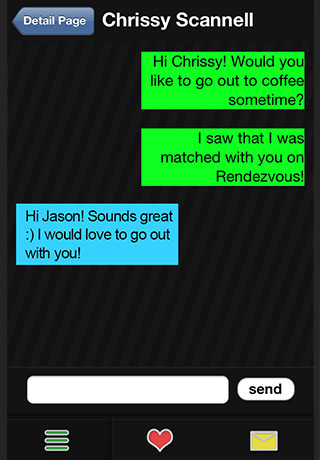 Detail Page
Chrissy Scannell
Hi Chrissy! Would you
like to go out to coffee
sometime?
I saw that I was
matched with you on
Rendezvous!
Hi Jason! Sounds great
:) I would love to go out
with you!
send